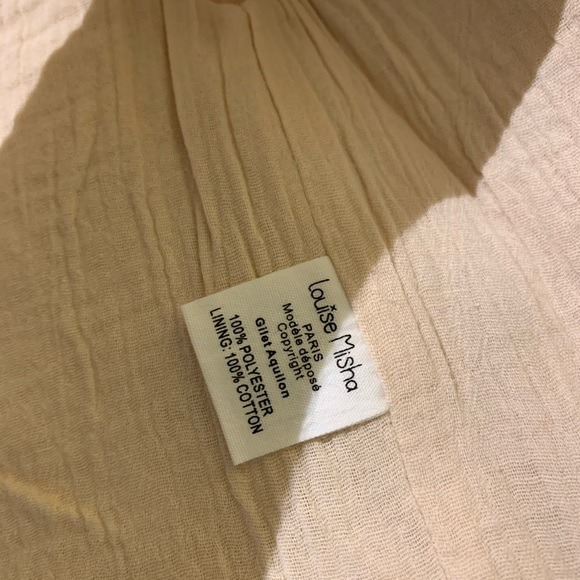 Louise Misha
PARIS
Modèle déposé
Copyright
Gilet Aquilon
100% POLYESTER
LINING: 100% COTTON